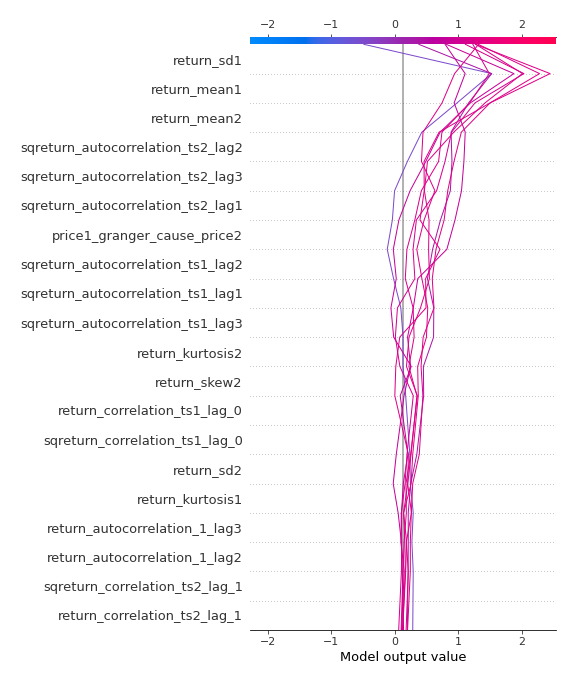 −2 −1 0 1 2
return_sd1
return_mean1
return_mean2
sqreturn_autocorrelation_ts2_lag2
sqreturn_autocorrelation_ts2_lag3
sqreturn_autocorrelation_ts2_lag1
price1_granger_cause_price2
sqreturn_autocorrelation_ts1_lag2
sqreturn_autocorrelation_ts1_lag1
sqreturn_autocorrelation_ts1_lag3
return_kurtosis2
return_skew2
return_correlation_ts1_lag_0
sqreturn_correlation_ts1_lag_0
return_sd2
return_kurtosis1
return_autocorrelation_1_lag3
return_autocorrelation_1_lag2
sqreturn_correlation_ts2_lag_1
return_correlation_ts2_lag_1
−2 −1 0 1 2
Model output value